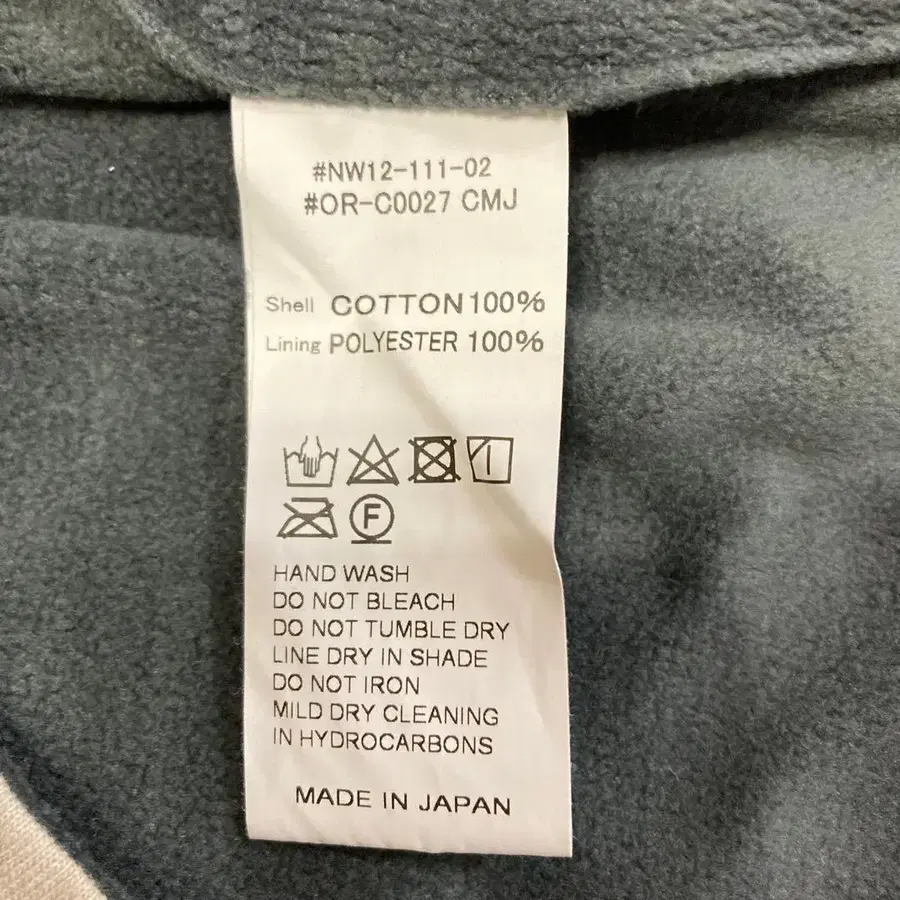 #NW12-111-02
#OR-C0027 CMJ
Shell COTTON 100%
Lining POLYESTER 100%
F
HAND WASH
DO NOT BLEACH
DO NOT TUMBLE DRY
LINE DRY IN SHADE
DO NOT IRON
MILD DRY CLEANING
IN HYDROCARBONS
MADE IN JAPAN